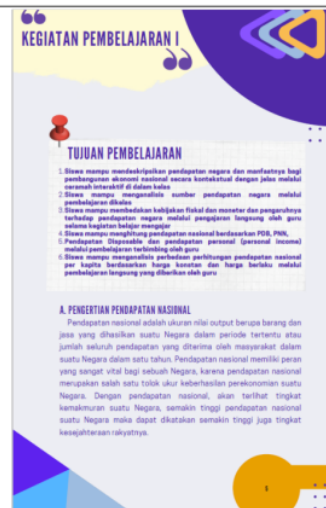 KEGIATAN PEMBELAJARAN I
TUJUAN PEMBELAJARAN
1. Siswa mampu mendeskripsikan pendapatan negara dan manfaatnya bagi
pembangunan ekonomi nasional secara kontekstual dengan jelas melalui
ceramah interaktif di dalam kelas
2. Siswa mampu menganalisis sumber pendapatan negara melalui
pembelajaran dikelas
3. Siswa mampu membedakan kebijakan fiskal dan moneter dan pengaruhnya
terhadap pendapatan negara melalui pengajaran langsung oleh guru
selama kegiatan belajar mengajar
4. Siswa mampu menghitung pendapatan nasional berdasarkan PDB, PNN,
5. Pendapatan Disposable dan pendapatan personal (personal income)
melalui pembelajaran terbimbing oleh guru
6. Siswa mampu menganalisis perbedaan perhitungan pendapatan nasional
per kapita berdasarkan harga konstan dan harga berlaku melalui
pembelajaran langsung yang diberikan oleh guru
A. PENGERTIAN PENDAPATAN NASIONAL
Pendapatan nasional adalah ukuran nilai output berupa barang dan
jasa yang dihasilkan suatu Negara dalam periode tertentu atau
jumlah seluruh pendapatan yang diterima oleh masyarakat dalam
suatu Negara dalam satu tahun. Pendapatan nasional memiliki peran
yang sangat vital bagi sebuah Negara, karena pendapatan nasional
merupakan salah satu tolok ukur keberhasilan perekonomian suatu
Negara. Dengan pendapatan nasional, akan terlihat tingkat
kemakmuran suatu Negara, semakin tinggi pendapatan nasional
suatu Negara maka dapat dikatakan semakin tinggi juga tingkat
kesejahteraan rakyatnya.
5